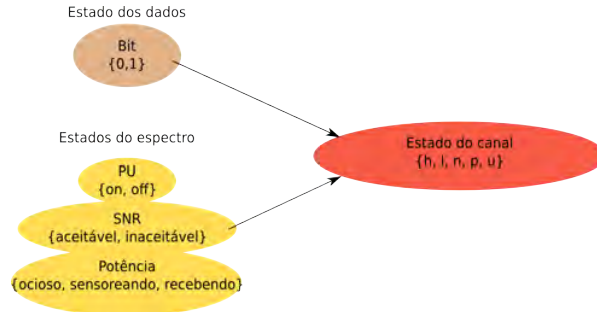 Estado dos dados
Bit
{0,1}
Estados do espectro
PU
{on, off}
SNR
{aceitável, inaceitável}
Potência
{ocioso, sensoreando, recebendo}
Estado do canal
{h, i, n, p, u}